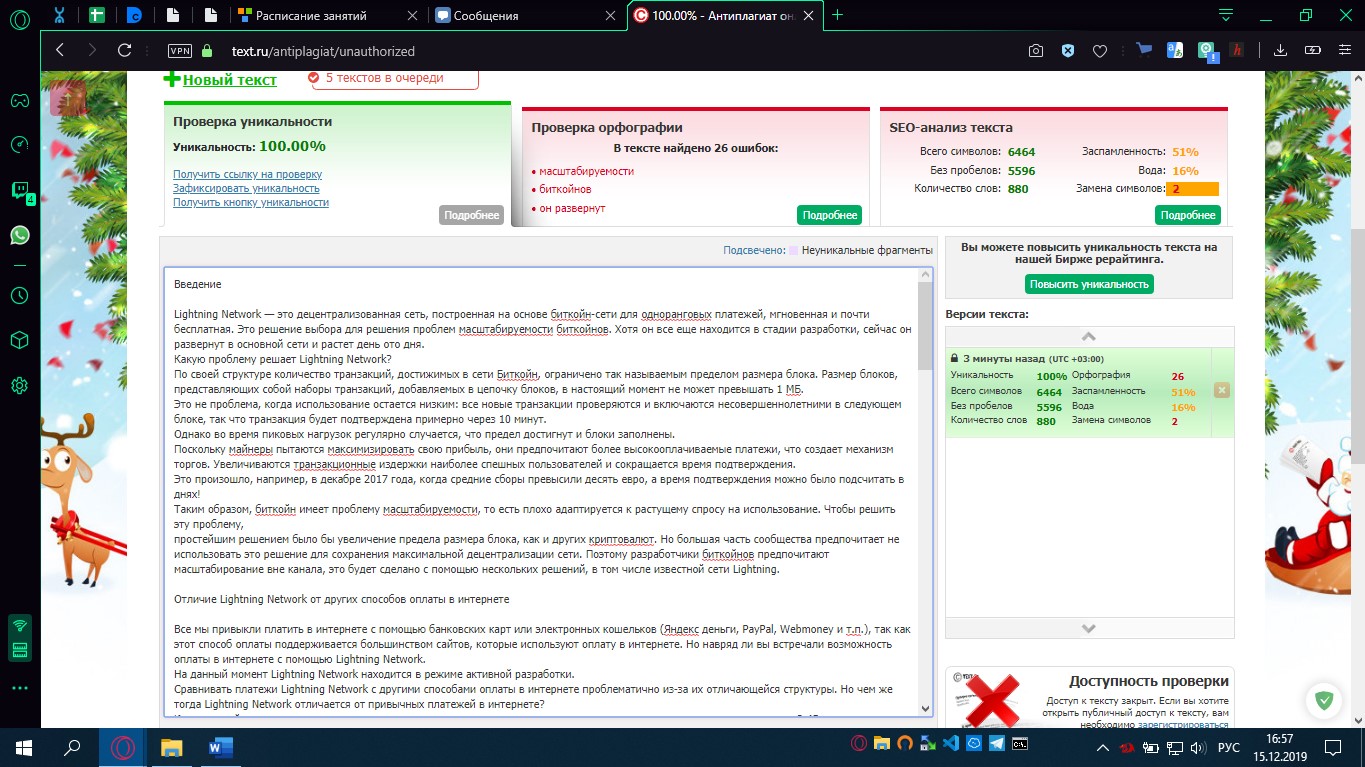 Расписание занятий
Сообщения
100.00% - Антиплагиат он
VPN
text.ru/antiplagiat/unauthorized
Новый текст
5 текстов в очереди
Проверка уникальности
Уникальность: 100.00%
Получить ссылку на проверку
Зафиксировать уникальность
Получить кнопку уникальности
Подробнее
Проверка орфографии
В тексте найдено 26 ошибок:
• масштабируемости
• биткойнов
• он развернут
Подробнее
SEO-анализ текста
Всего символов: 6464
Без пробелов: 5596
Количество слов: 880
Заспамленность: 51%
Вода: 16%
Замена символов: 2
Подробнее
Подсвечено: Неуникальные фрагменты
Введение
Lightning Network — это децентрализованная сеть, построенная на основе биткойн-сети для одноранговых платежей, мгновенная и почти
бесплатная. Это решение выбора для решения проблем масштабируемости биткойнов. Хотя он все еще находится в стадии разработки, сейчас он
развернут в основной сети и растет день ото дня.
Какую проблему решает Lightning Network?
По своей структуре количество транзакций, достижимых в сети Биткойн, ограничено так называемым пределом размера блока. Размер блоков,
представляющих собой наборы транзакций, добавляемых в цепочку блоков, в настоящий момент не может превышать 1 МБ.
Это не проблема, когда использование остается низким: все новые транзакции проверяются и включаются несовершеннолетними в следующем
блоке, так что транзакция будет подтверждена примерно через 10 минут.
Однако во время пиковых нагрузок регулярно случается, что предел достигнут и блоки заполнены.
Поскольку майнеры пытаются максимизировать свою прибыль, они предпочитают более высокооплачиваемые платежи, что создает механизм
торгов. Увеличиваются транзакционные издержки наиболее спешных пользователей и сокращается время подтверждения.
Это произошло, например, в декабре 2017 года, когда средние сборы превысили десять евро, а время подтверждения можно было подсчитать в
днях!
Таким образом, биткойн имеет проблему масштабируемости, то есть плохо адаптируется к растущему спросу на использование. Чтобы решить
эту проблему,
простейшим решением было бы увеличение предела размера блока, как и других криптовалют. Но большая часть сообщества предпочитает не
использовать это решение для сохранения максимальной децентрализации сети. Поэтому разработчики биткойнов предпочитают
масштабирование вне канала, это будет сделано с помощью нескольких решений, в том числе известной сети Lightning.
Отличие Lightning Network от других способов оплаты в интернете
Все мы привыкли платить в интернете с помощью банковских карт или электронных кошельков (Яндекс деньги, PayPal, Webmoney и т.п.), так как
этот способ оплаты поддерживается большинством сайтов, которые используют оплату в интернете. Но навряд ли вы встречали возможность
оплаты в интернете с помощью Lightning Network.
На данный момент Lightning Network находится в режиме активной разработки.
Сравнивать платежи Lightning Network с другими способами оплаты в интернете проблематично из-за их отличающейся структуры. Но чем же
тогда Lightning Network отличается от привычных платежей в интернете?
Вы можете повысить уникальность текста на
нашей Бирже рерайтинга.
Повысить уникальность
Версии текста:
3 минуты назад (UTC +03:00)
Уникальность 100% Орфография 26
Всего символов 6464 Заспамленность 51%
Без пробелов 5596 Вода 16%
Количество слов 880 Замена символов 2
Доступность проверки
Доступ к тексту закрыт. Если вы хотите
открыть публичный доступ к тексту, вам
необходимо зарегистрироваться
4
РУС
16:57
15.12.2019